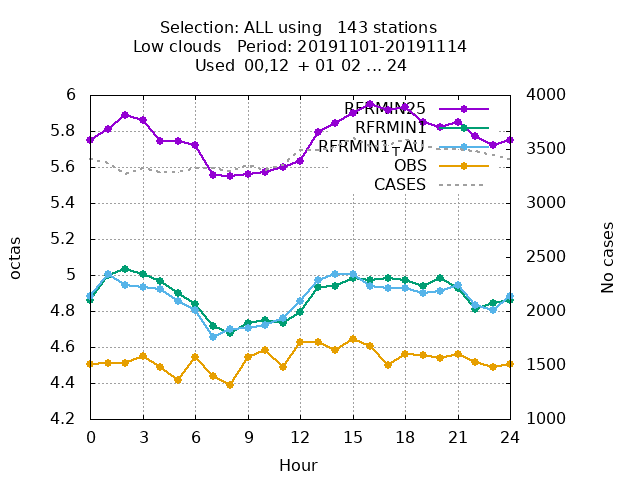 Selection: ALL using   143 stations
Low clouds   Period: 20191101-20191114
Used  00,12  + 01 02 ... 24
6
5.8
5.6
5.4
5.2
5
4.8
4.6
4.4
4.2
octas
4000
3500
3000
2500
2000
1500
1000
No cases
RFRMIN25
RFRMIN1
RFRMIN1TAU
OBS
CASES
0 3 6 9 12 15 18 21 24
Hour